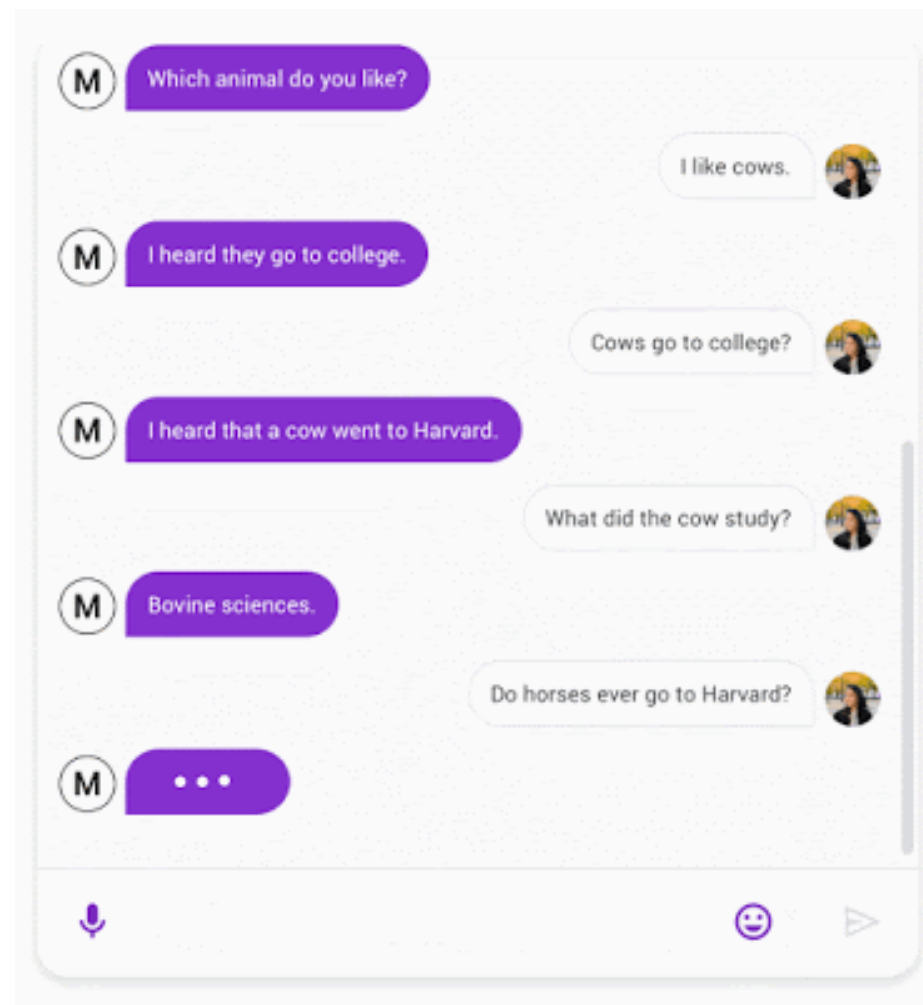 M Which animal do you like?
I like cows.
M I heard they go to college.
Cows go to college?
M I heard that a cow went to Harvard.
What did the cow study?
M Bovine sciences.
Do horses ever go to Harvard?
M